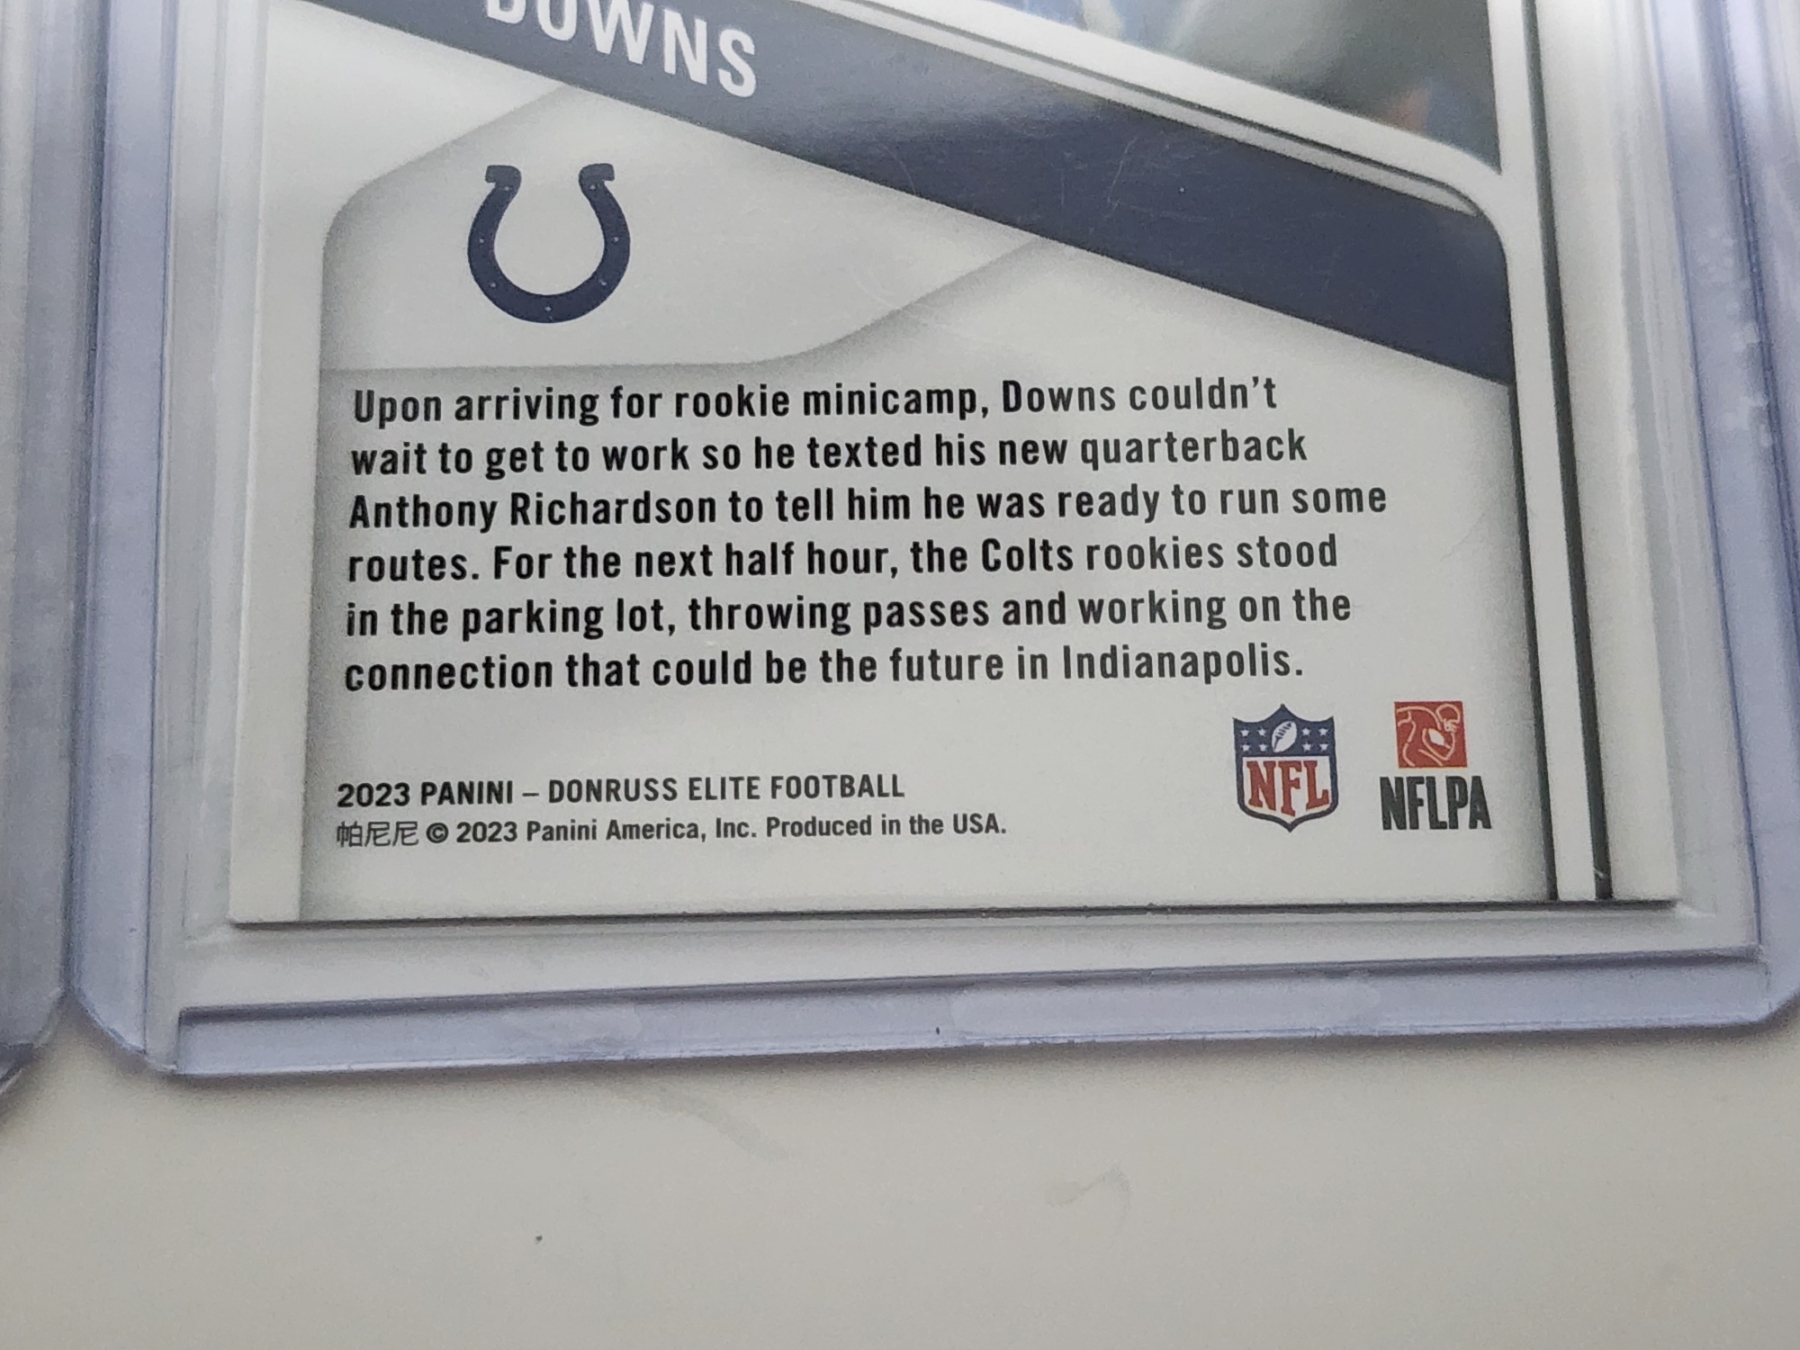 DOWNS
Upon arriving for rookie minicamp, Downs couldn't
wait to get to work so he texted his new quarterback
Anthony Richardson to tell him he was ready to run some
routes. For the next half hour, the Colts rookies stood
in the parking lot, throwing passes and working on the
connection that could be the future in Indianapolis.
NFL
NFLPA
2023 PANINI – DONRUSS ELITE FOOTBALL
帕尼尼 © 2023 Panini America, Inc. Produced in the USA.